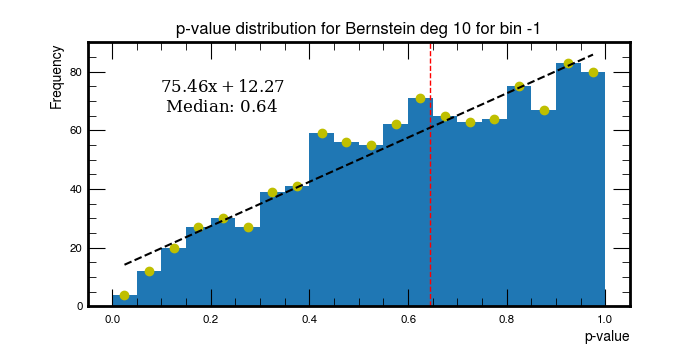 p-value distribution for Bernstein deg 10 for bin -1
Frequency
80
60
40
20
0
75.46x + 12.27
Median: 0.64
0.0 0.2 0.4 0.6 0.8 1.0
p-value